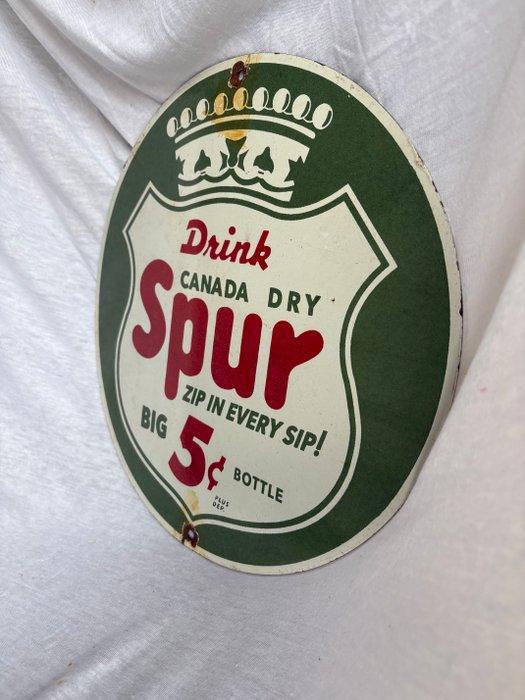 Drink
CANADA DRY
Spur
ZIP IN EVERY SIP!
BIG 5¢ BOTTLE
PLUS
DEP.